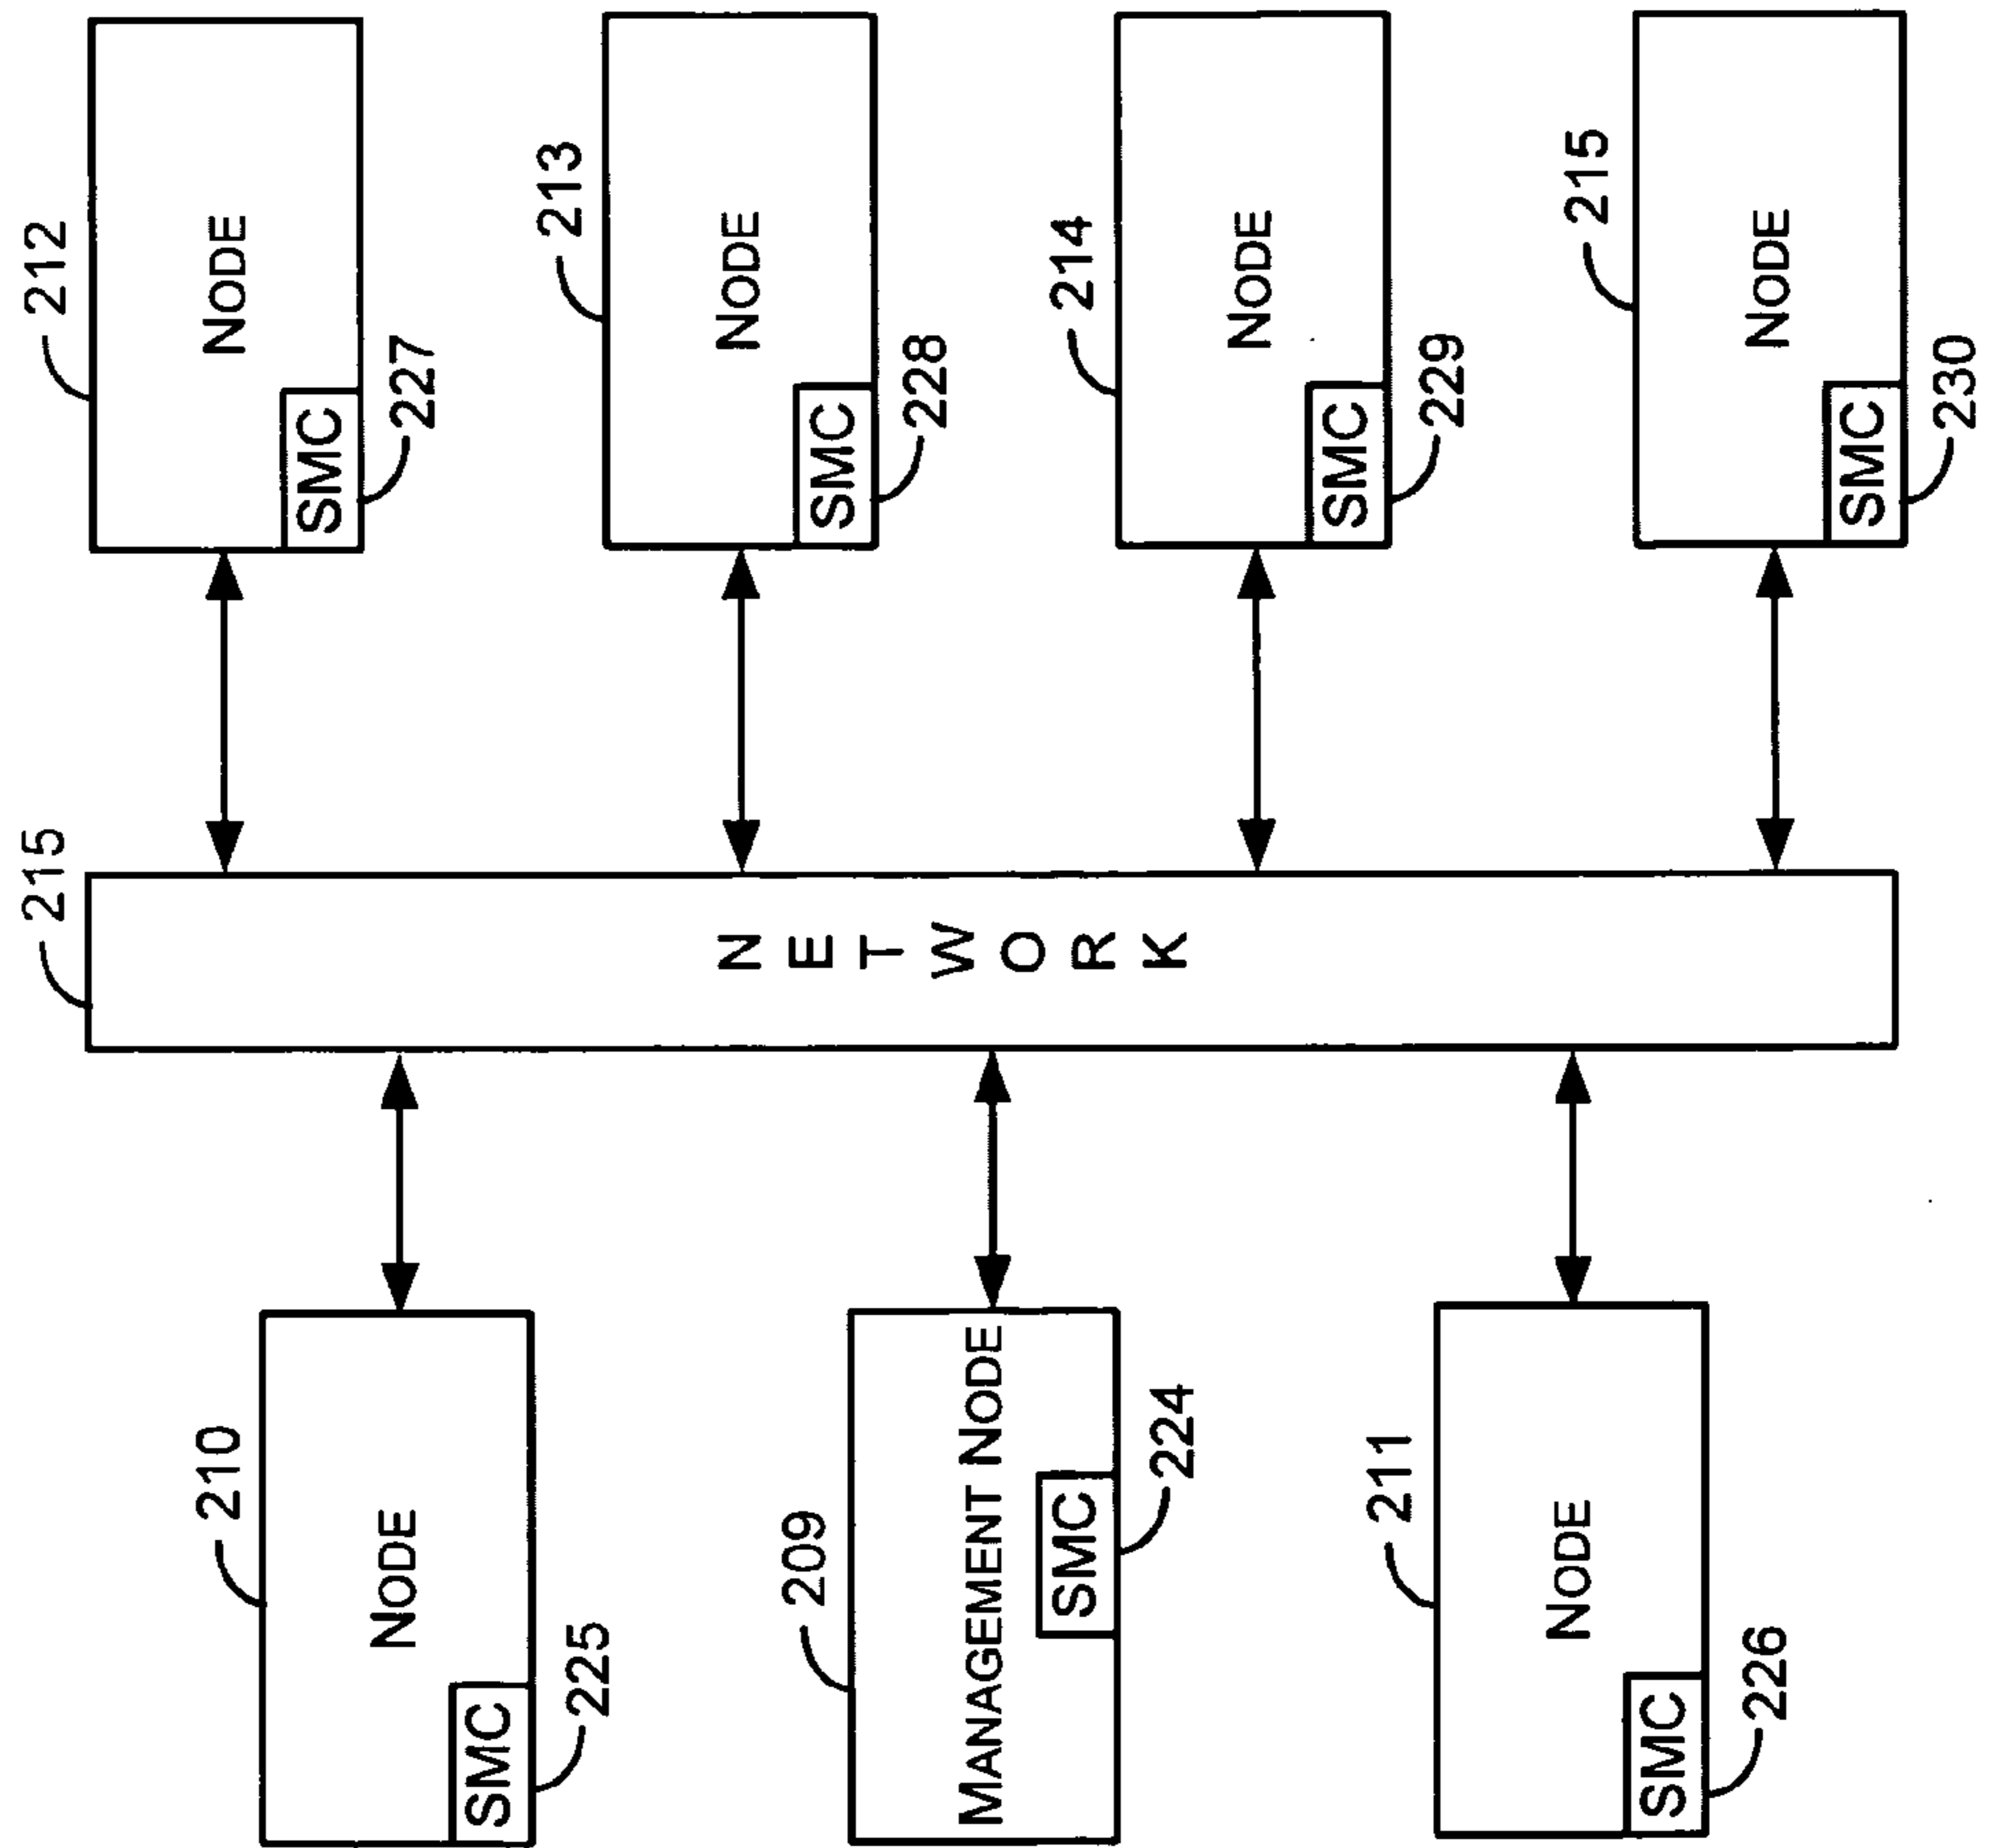 210
NODE
SMC
225
209
MANAGEMENT NODE
SMC
224
211
NODE
SMC
226
215
N E T W O R K
212
NODE
SMC
227
213
NODE
SMC
228
214
NODE
SMC
229
215
NODE
SMC
230